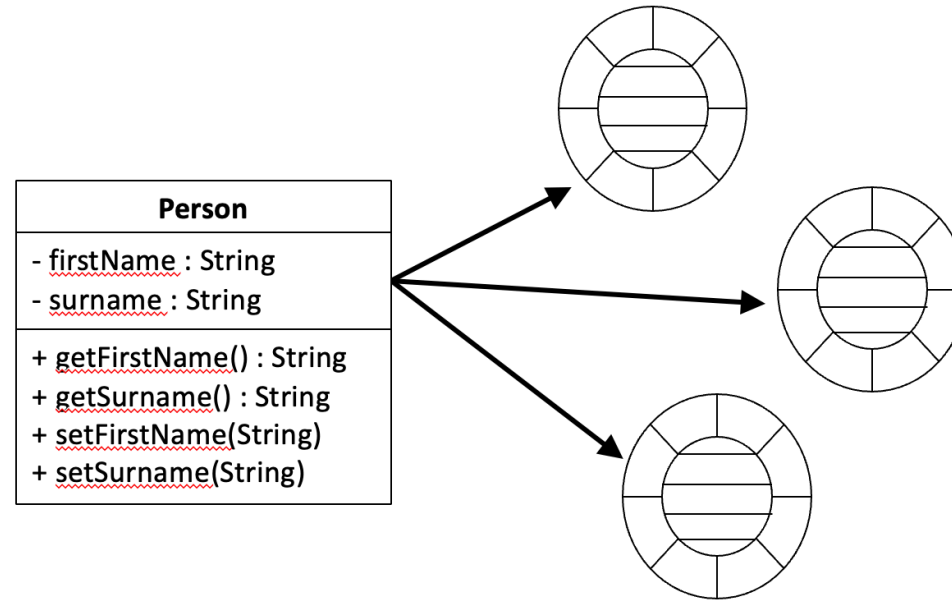 Person
- firstName : String
- surname : String
+ getFirstName() : String
+ getSurname() : String
+ setFirstName(String)
+ setSurname(String)